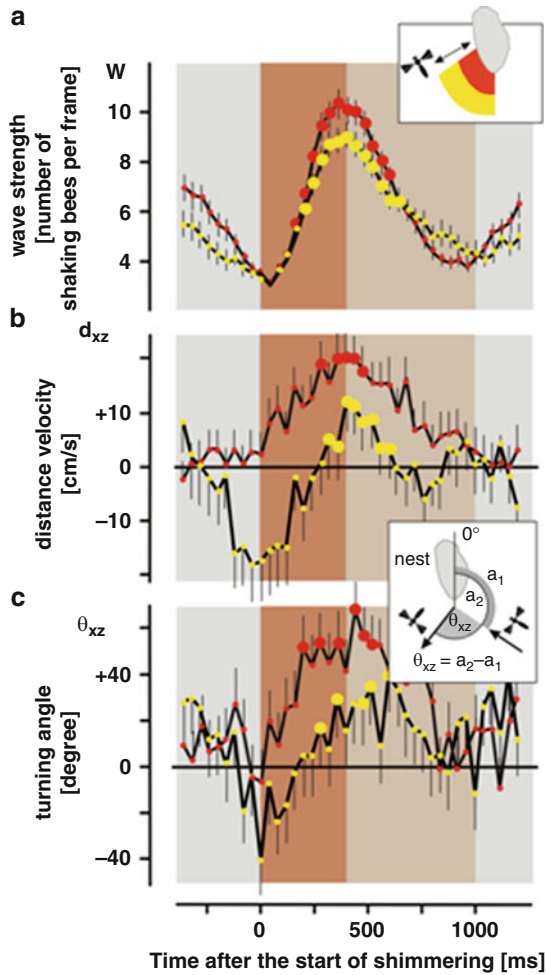 a
W
10
8
6
4
wave strength
[number of
shaking bees per frame]
b
dxz
+10
0
−10
distance velocity
[cm/s]
0°
nest
a1
a2
θxz
θxz = a2–a1
c
θxz
+40
0
−40
turning angle
[degree]
0 500 1000
Time after the start of shimmering [ms]